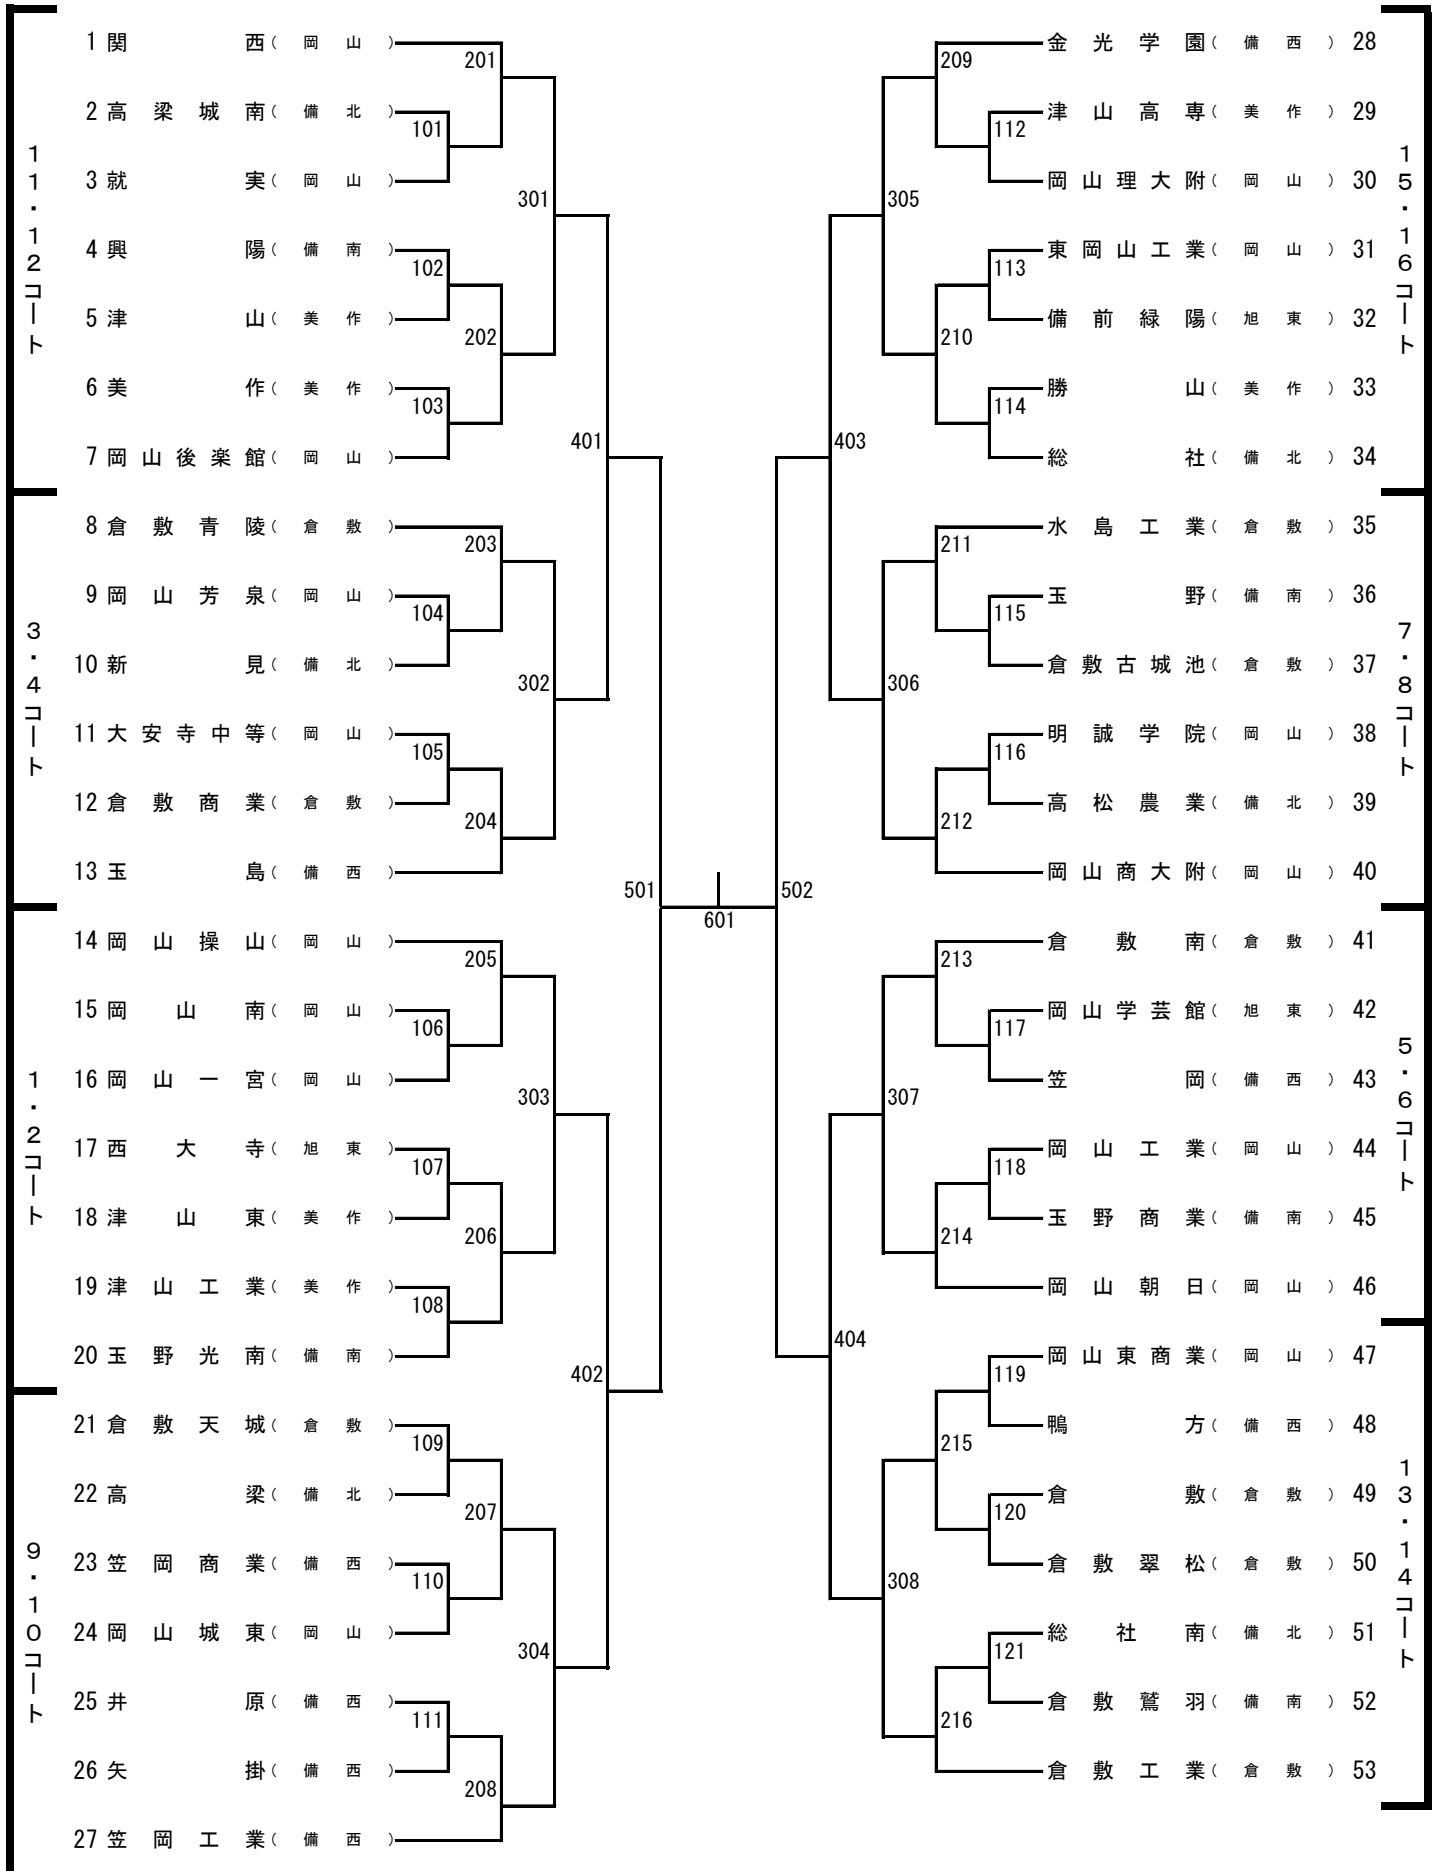 11・12コート
1 関西（岡山）
201
2 高梁城南（備北）
101
3 就実（岡山）
301
4 興陽（備南）
102
5 津山（美作）
202
6 美作（美作）
103
401
7 岡山後楽館（岡山）
3・4コート
8 倉敷青陵（倉敷）
203
9 岡山芳泉（岡山）
104
10 新見（備北）
302
11 大安寺中等（岡山）
105
12 倉敷商業（倉敷）
204
13 玉島（備西）
501
1・2コート
14 岡山操山（岡山）
205
15 岡山南（岡山）
106
16 岡山一宮（岡山）
303
17 西大寺（旭東）
107
18 津山東（美作）
206
19 津山工業（美作）
108
20 玉野光南（備南）
402
9・10コート
21 倉敷天城（倉敷）
109
22 高梁（備北）
207
23 笠岡商業（備西）
110
24 岡山城東（岡山）
304
25 井原（備西）
111
26 矢掛（備西）
208
27 笠岡工業（備西）
601
15・16コート
金光学園（備西） 28
209
津山高専（美作） 29
112
岡山理大附（岡山） 30
305
東岡山工業（岡山） 31
113
備前緑陽（旭東） 32
210
勝山（美作） 33
114
403
総社（備北） 34
7・8コート
水島工業（倉敷） 35
211
玉野（備南） 36
115
倉敷古城池（倉敷） 37
306
明誠学院（岡山） 38
116
高松農業（備北） 39
212
岡山商大附（岡山） 40
502
5・6コート
倉敷南（倉敷） 41
213
岡山学芸館（旭東） 42
117
笠岡（備西） 43
307
岡山工業（岡山） 44
118
玉野商業（備南） 45
214
岡山朝日（岡山） 46
404
13・14コート
岡山東商業（岡山） 47
119
鴨方（備西） 48
215
倉敷（倉敷） 49
120
倉敷翠松（倉敷） 50
308
総社南（備北） 51
121
倉敷鷲羽（備南） 52
216
倉敷工業（倉敷） 53